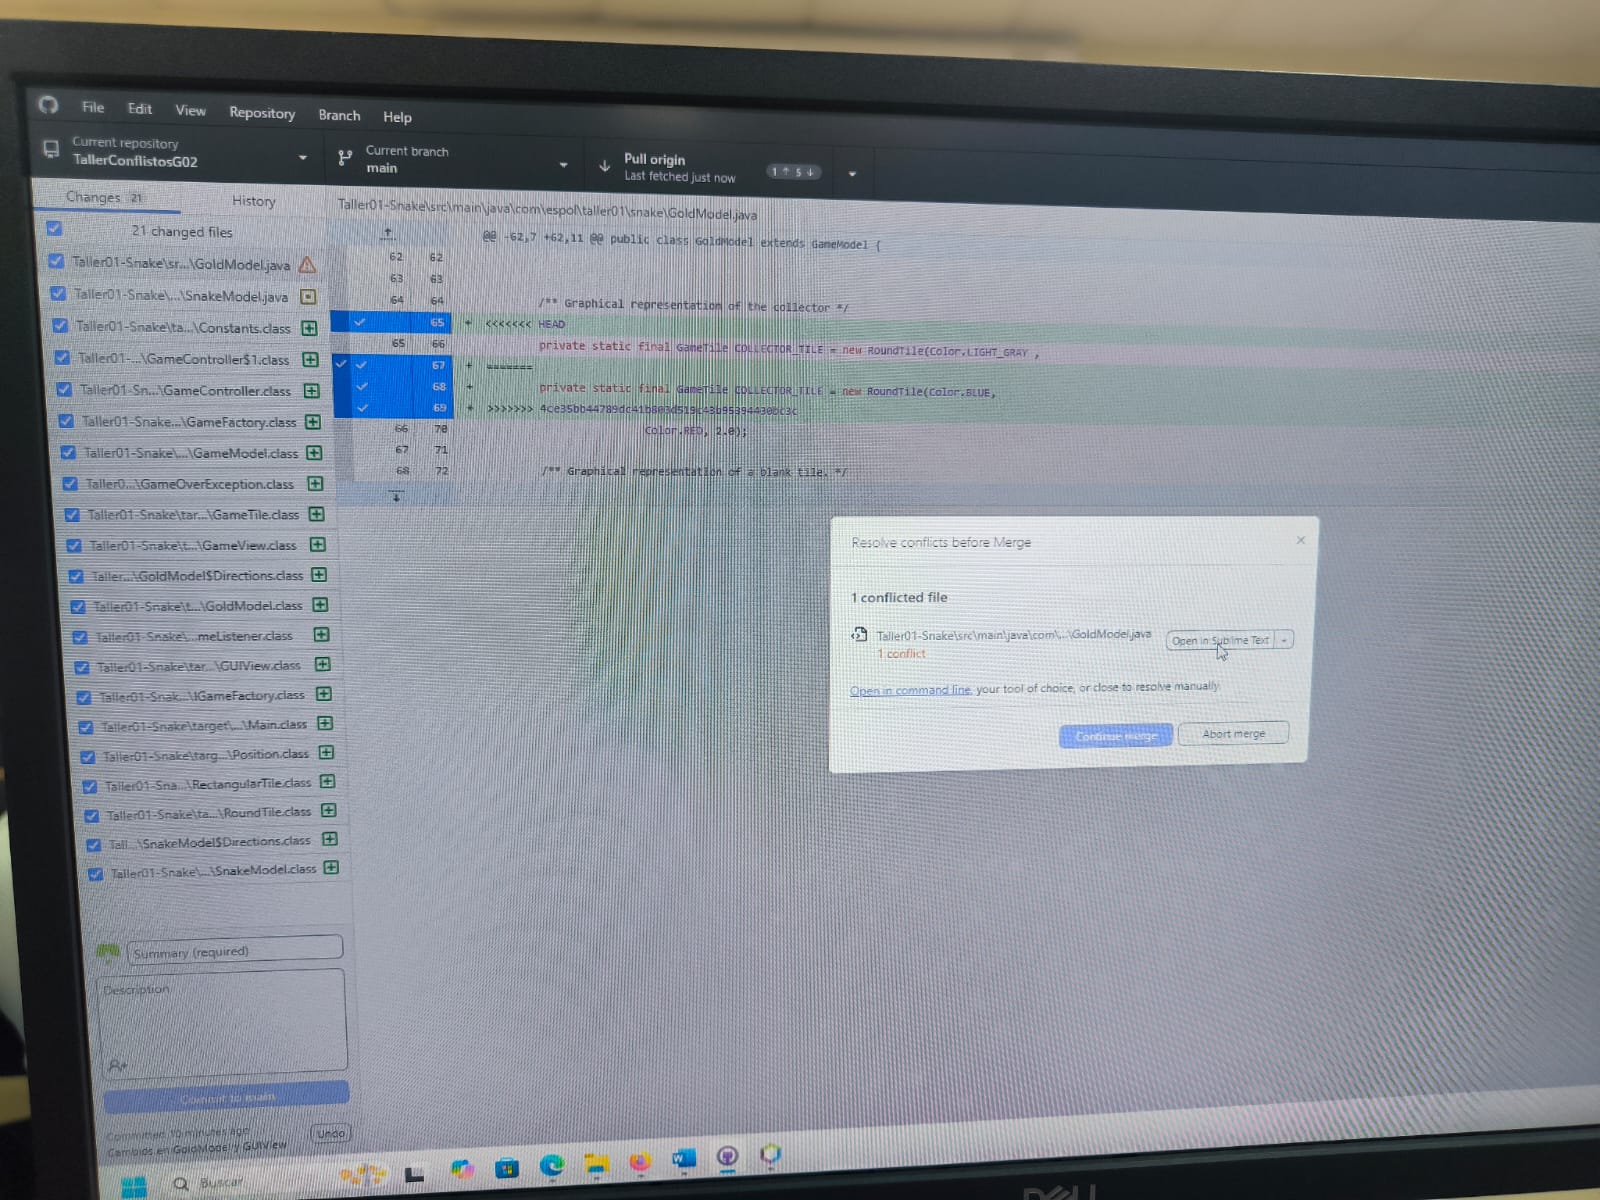 File Edit View Repository Branch Help
Current repository
TallerConflistosG02
Current branch
main
Pull origin
Last fetched just now
1 ↑ 5 ↓
Changes 21
History
21 changed files
Taller01-Snake\sr...\GoldModel.java
Taller01-Snake\...\SnakeModel.java
Taller01-Snake\ta...\Constants.class
Taller01-...\GameController$1.class
Taller01-Sn...\GameController.class
Taller01-Snake...\GameFactory.class
Taller01-Snake\...\GameModel.class
Taller0...\GameOverException.class
Taller01-Snake\tar...\GameTile.class
Taller01-Snake\t...\GameView.class
Taller...\GoldModel$Directions.class
Taller01-Snake\t...\GoldModel.class
Taller01-Snake\...meListener.class
Taller01-Snake\tar...\GUIView.class
Taller01-Snak...\IGameFactory.class
Taller01-Snake\target\...\Main.class
Taller01-Snake\targ...\Position.class
Taller01-Sna...\RectangularTile.class
Taller01-Snake\ta...\RoundTile.class
Tall...\SnakeModel$Directions.class
Taller01-Snake\...\SnakeModel.class
Summary (required)
Description
Commit to main
Committed 10 minutes ago
Cambios en GoldModel y GUIView
Undo
Taller01-Snake\src\main\java\com\espol\taller01\snake\GoldModel.java
@@ -62,7 +62,11 @@ public class GoldModel extends GameModel {
62 62
63 63
64 64 /** Graphical representation of the collector */
65 + <<<<<<< HEAD
65 66 private static final GameTile COLLECTOR_TILE = new RoundTile(Color.LIGHT_GRAY ,
67 + =======
68 + private static final GameTile COLLECTOR_TILE = new RoundTile(Color.BLUE,
69 + >>>>>>>
66 70 Color.RED, 2.0);
67 71
68 72 /** Graphical representation of a blank tile. */
Resolve conflicts before Merge
1 conflicted file
Taller01-Snake\src\main\java\com\...\GoldModel.java
1 conflict
Open in Sublime Text
Open in command line, your tool of choice, or close to resolve manually.
Continue merge
Abort merge
Buscar
DELL